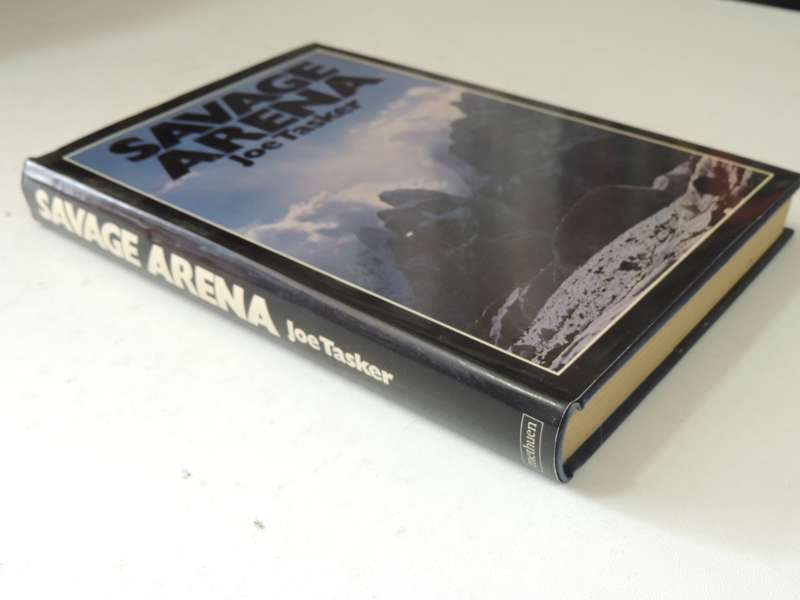 SAVAGE
ARENA
Joe Tasker
SAVAGE ARENA Joe Tasker
methuen